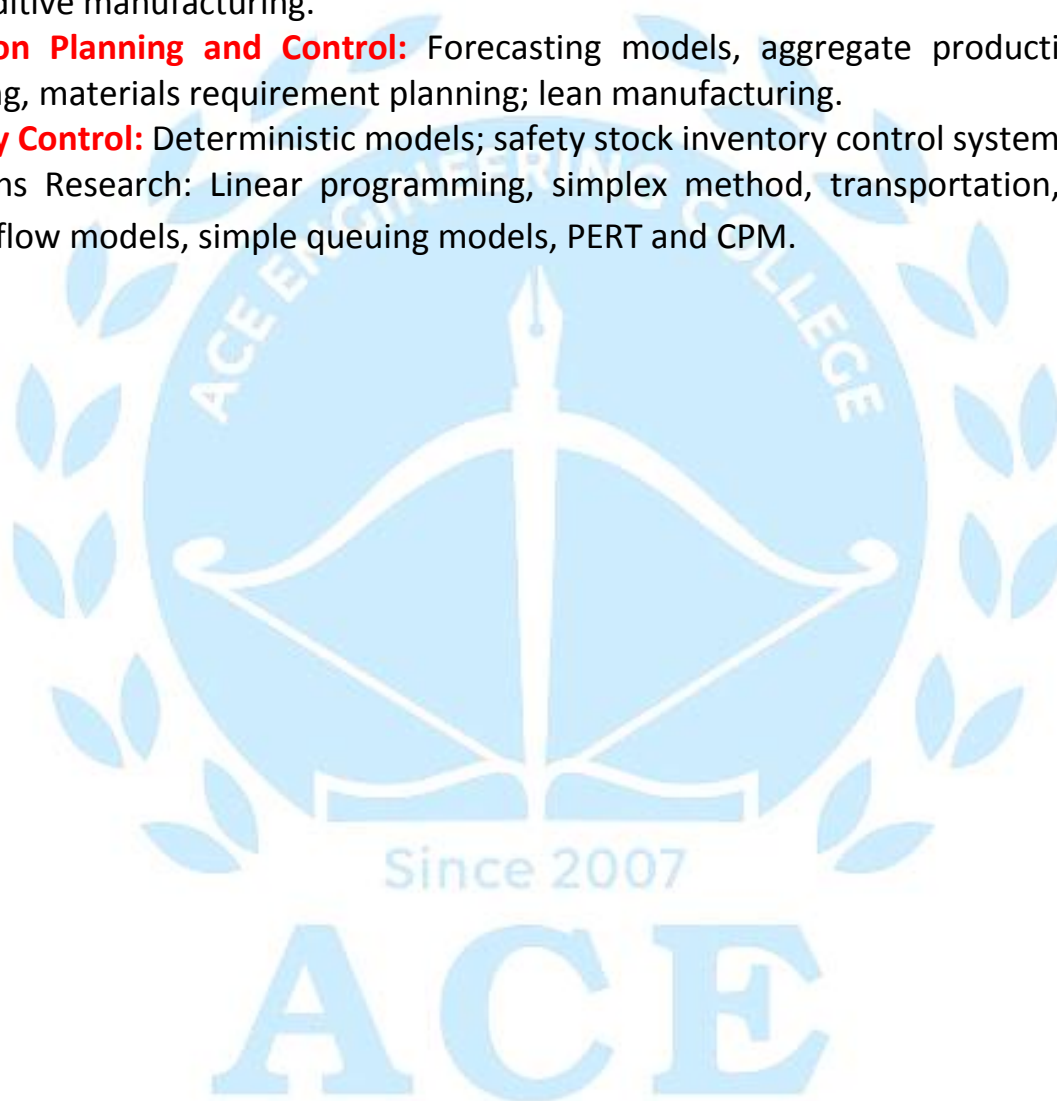 ditive manufacturing.
on Planning and Control: Forecasting models, aggregate producti
ng, materials requirement planning; lean manufacturing.
y Control: Deterministic models; safety stock inventory control system
ns Research: Linear programming, simplex method, transportation,
flow models, simple queuing models, PERT and CPM.
ACE ENGINEERING COLLEGE
Since 2007
ACE